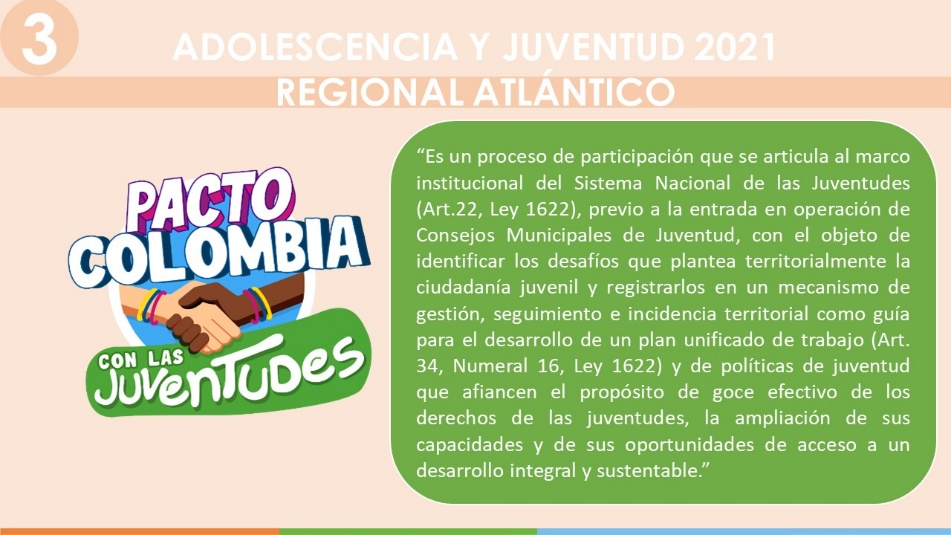 3
ADOLESCENCIA Y JUVENTUD 2021
REGIONAL ATLÁNTICO
PACTO
COLOMBIA
CON LAS
JUVENTUDES
“Es un proceso de participación que se articula al marco
institucional del Sistema Nacional de las Juventudes
(Art.22, Ley 1622), previo a la entrada en operación de
Consejos Municipales de Juventud, con el objeto de
identificar los desafíos que plantea territorialmente la
ciudadanía juvenil y registrarlos en un mecanismo de
gestión, seguimiento e incidencia territorial como guía
para el desarrollo de un plan unificado de trabajo (Art.
34, Numeral 16, Ley 1622) y de políticas de juventud
que afiancen el propósito de goce efectivo de los
derechos de las juventudes, la ampliación de sus
capacidades y de sus oportunidades de acceso a un
desarrollo integral y sustentable.”